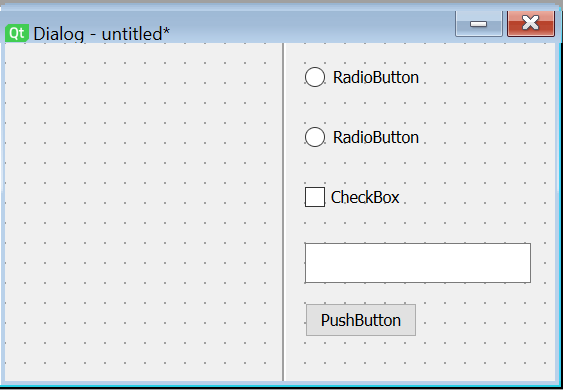 Qt Dialog - untitled*
RadioButton
RadioButton
CheckBox
PushButton